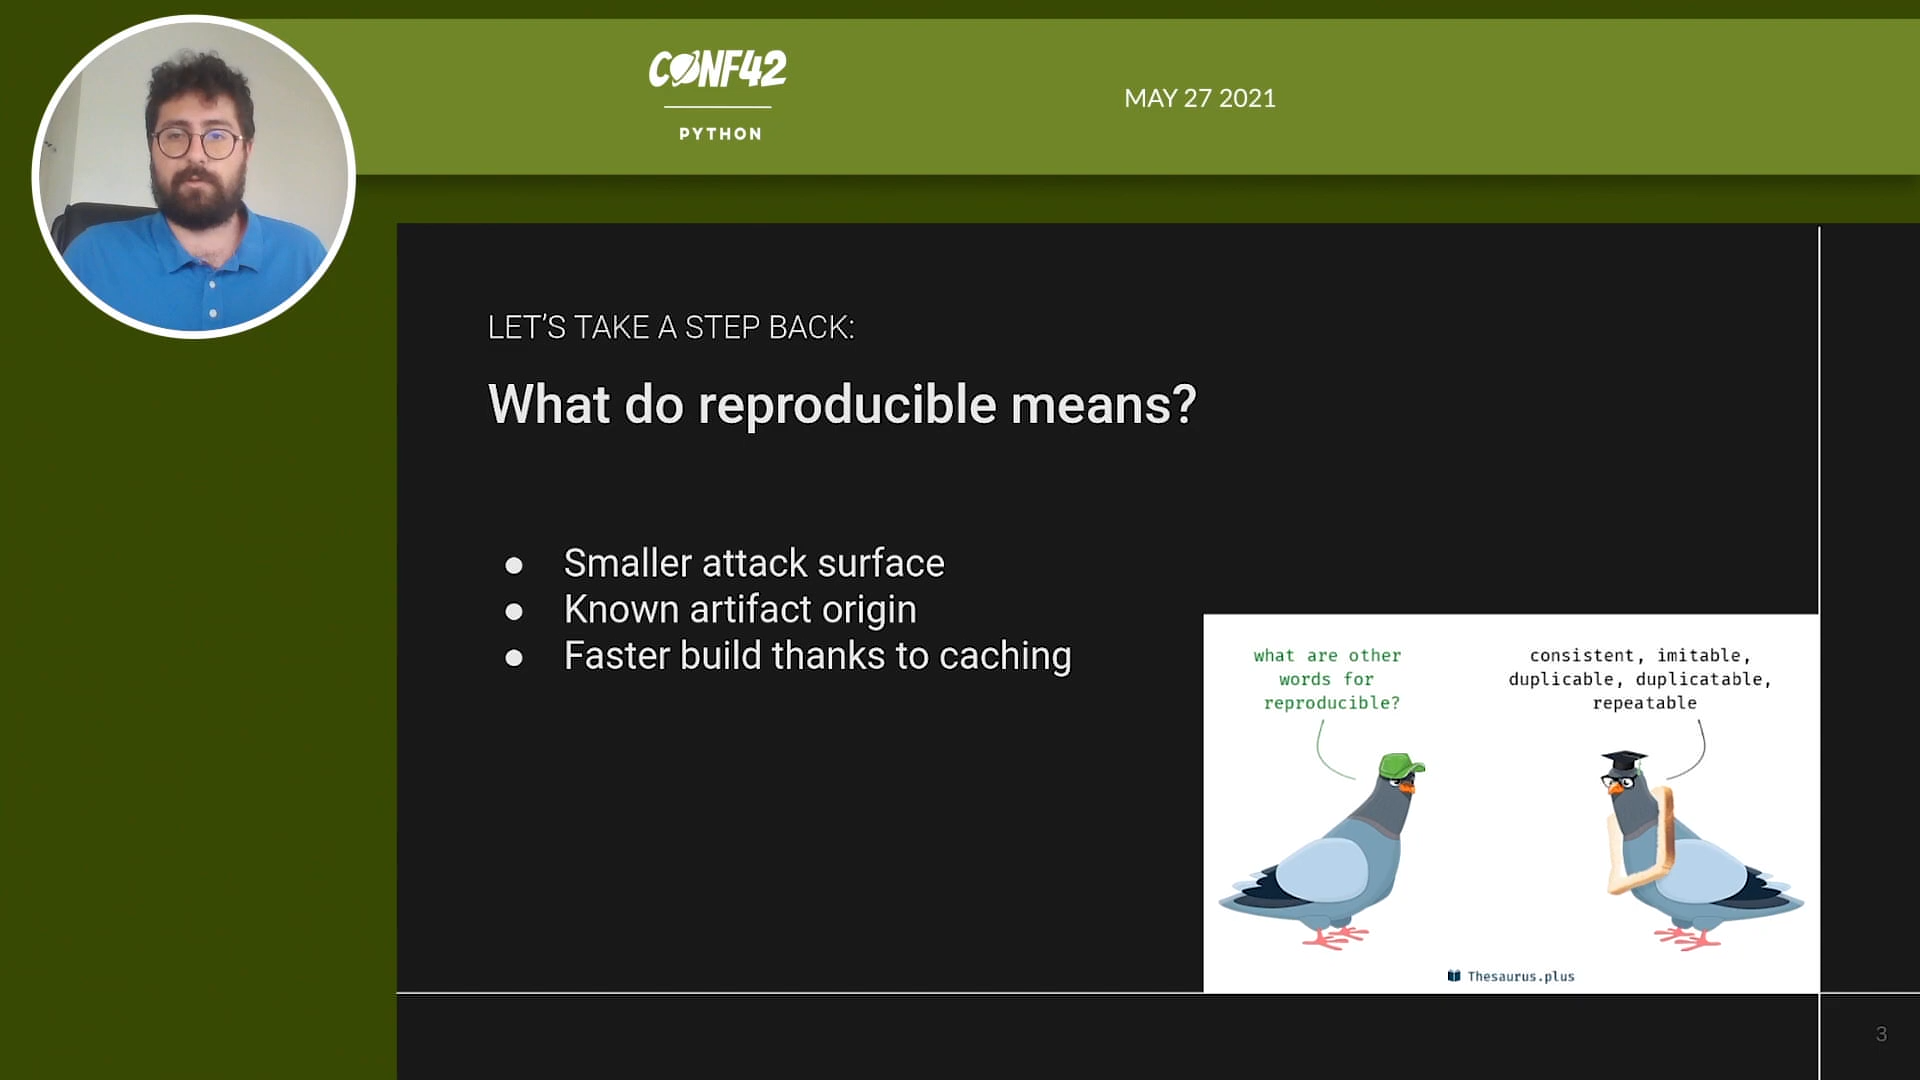 CONF42
PYTHON
MAY 27 2021
LET’S TAKE A STEP BACK:
What do reproducible means?
● Smaller attack surface
● Known artifact origin
● Faster build thanks to caching
what are other
words for
reproducible?
consistent, imitable,
duplicable, duplicatable,
repeatable
Thesaurus.plus
3